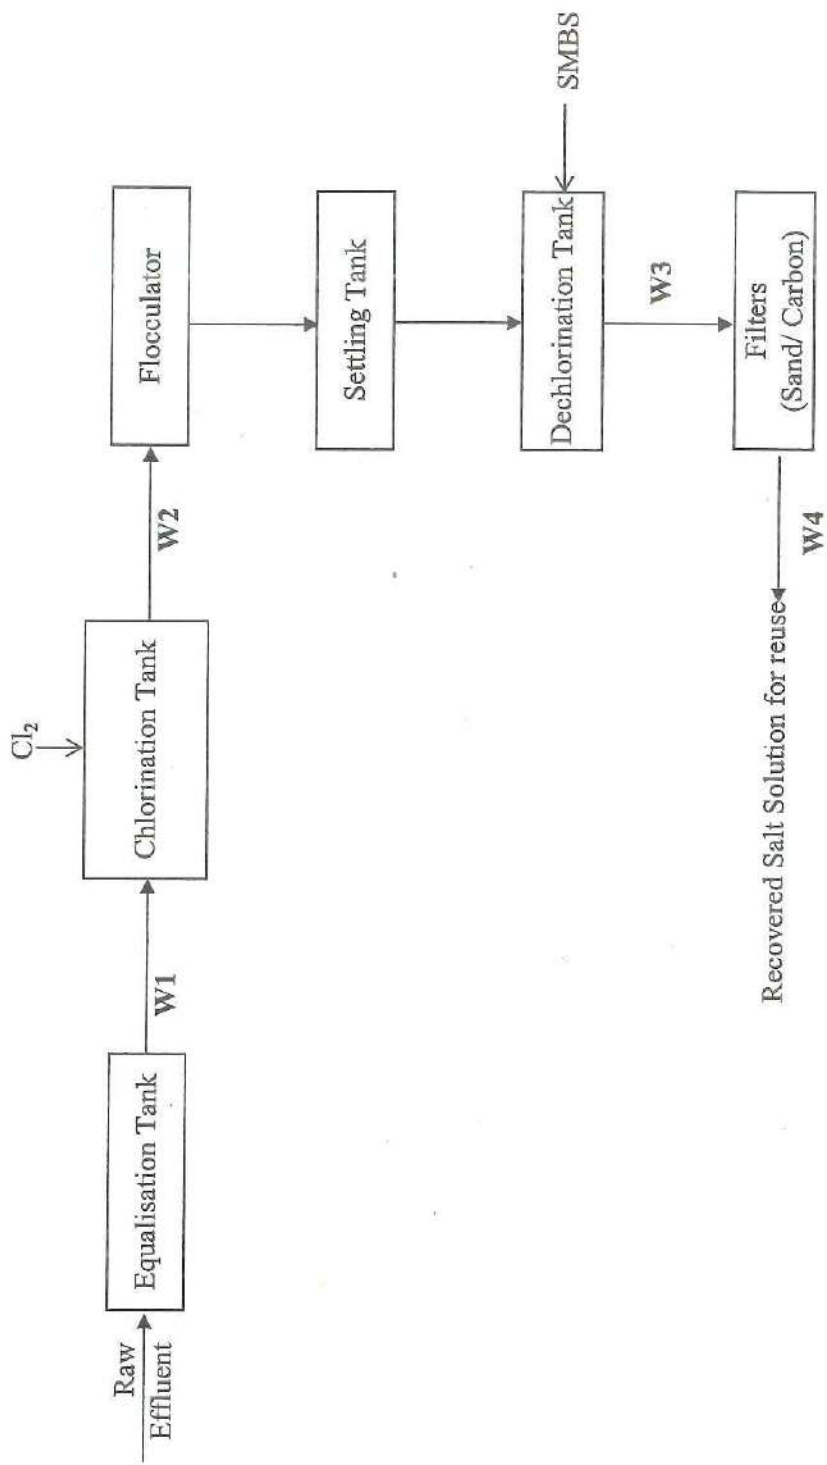 Raw
Effluent
Equalisation Tank
W1
Cl₂
Chlorination Tank
W2
Flocculator
Settling Tank
Dechlorination Tank
SMBS
W3
Filters
(Sand/ Carbon)
W4
Recovered Salt Solution for reuse